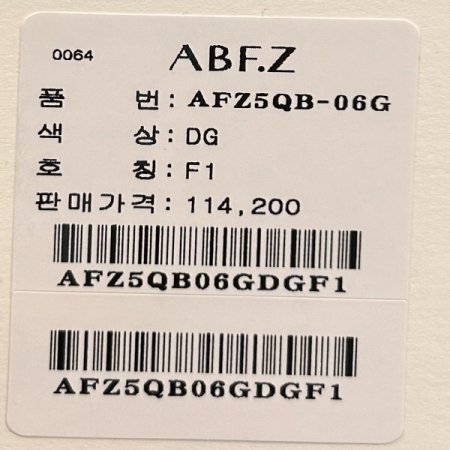 0064 ABF.Z
품 번: AFZ5QB-06G
색 상: DG
호 칭: F1
판매가격: 114,200
AFZ5QB06GDGF1
AFZ5QB06GDGF1